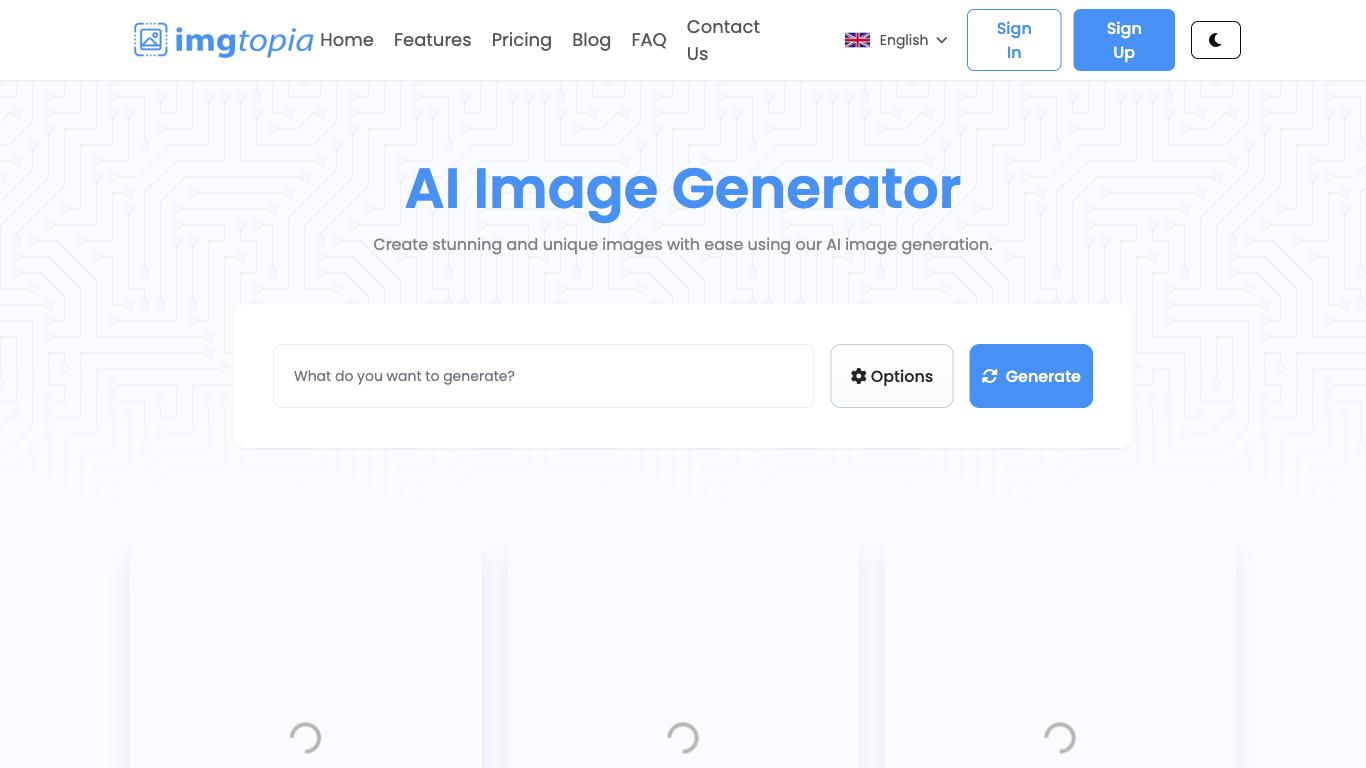 imgtopia Home Features Pricing Blog FAQ Contact Us English Sign In Sign Up
AI Image Generator
Create stunning and unique images with ease using our AI image generation.
What do you want to generate? Options Generate